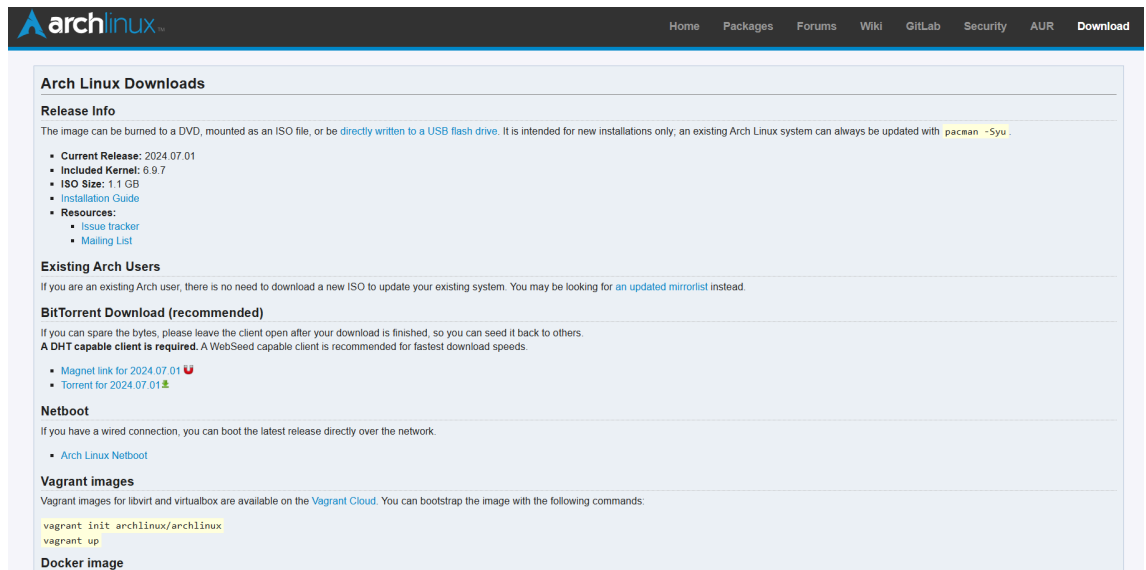 archlinux™
Home Packages Forums Wiki GitLab Security AUR Download
Arch Linux Downloads
Release Info
The image can be burned to a DVD, mounted as an ISO file, or be directly written to a USB flash drive. It is intended for new installations only; an existing Arch Linux system can always be updated with pacman -Syu.
Current Release: 2024.07.01
Included Kernel: 6.9.7
ISO Size: 1.1 GB
Installation Guide
Resources:
Issue tracker
Mailing List
Existing Arch Users
If you are an existing Arch user, there is no need to download a new ISO to update your existing system. You may be looking for an updated mirrorlist instead.
BitTorrent Download (recommended)
If you can spare the bytes, please leave the client open after your download is finished, so you can seed it back to others.
A DHT capable client is required. A WebSeed capable client is recommended for fastest download speeds.
Magnet link for 2024.07.01
Torrent for 2024.07.01
Netboot
If you have a wired connection, you can boot the latest release directly over the network.
Arch Linux Netboot
Vagrant images
Vagrant images for libvirt and virtualbox are available on the Vagrant Cloud. You can bootstrap the image with the following commands:
vagrant init archlinux/archlinux
vagrant up
Docker image